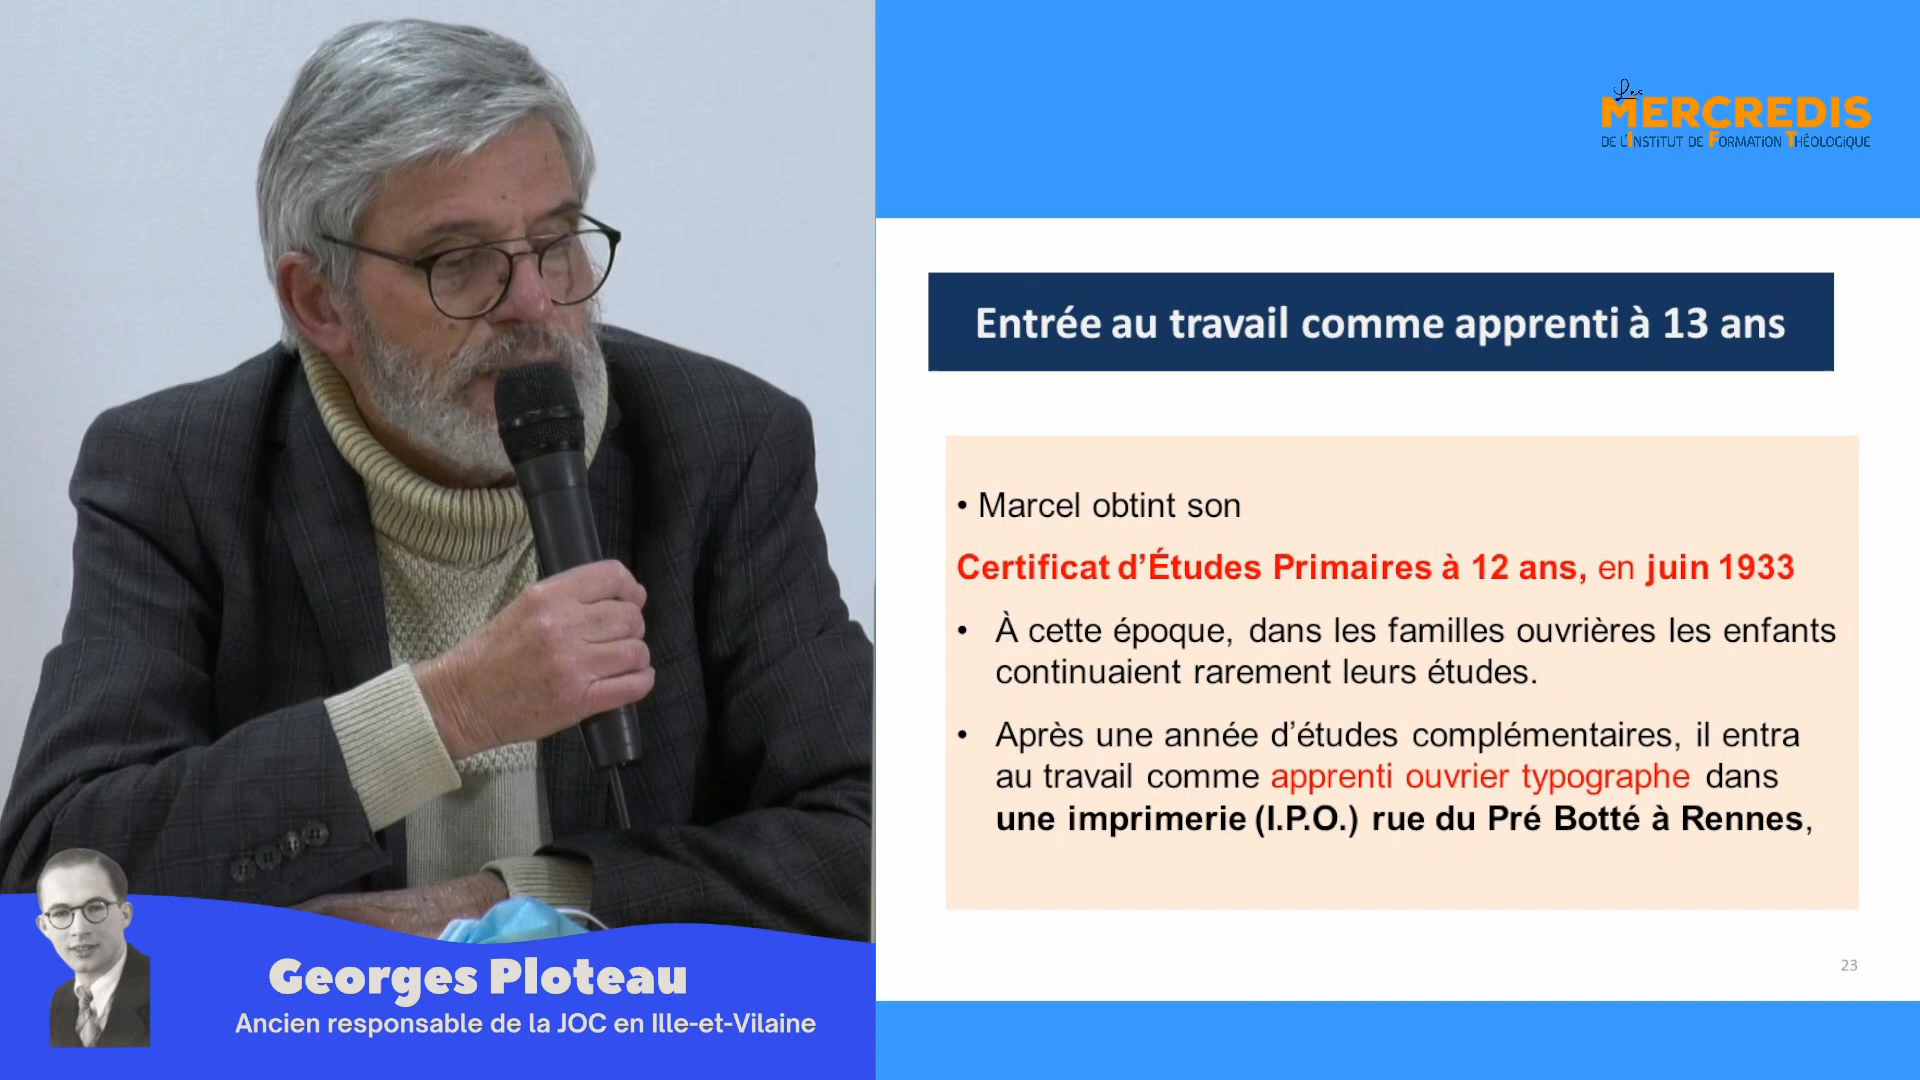 Les
MERCREDIS
DE L'INSTITUT DE FORMATION THÉOLOGIQUE
Entrée au travail comme apprenti à 13 ans
• Marcel obtint son
Certificat d’Études Primaires à 12 ans, en juin 1933
• À cette époque, dans les familles ouvrières les enfants
continuaient rarement leurs études.
• Après une année d’études complémentaires, il entra
au travail comme apprenti ouvrier typographe dans
une imprimerie (I.P.O.) rue du Pré Botté à Rennes,
23
Georges Ploteau
Ancien responsable de la JOC en Ille-et-Vilaine